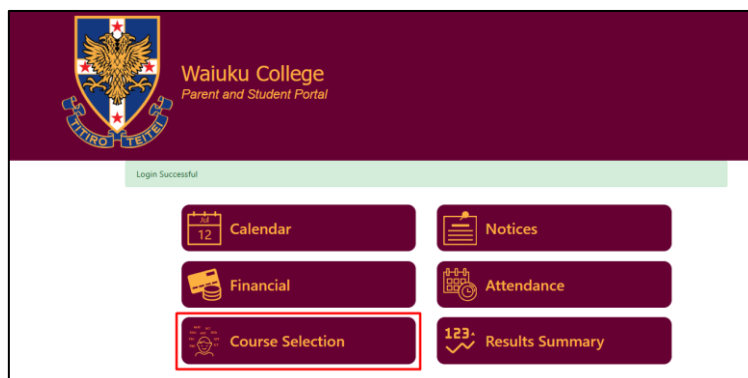 Waiuku College
Parent and Student Portal
TITIRO TEITEI
Login Successful
Jul
12
Calendar
Notices
Financial
Attendance
Course Selection
123
Results Summary